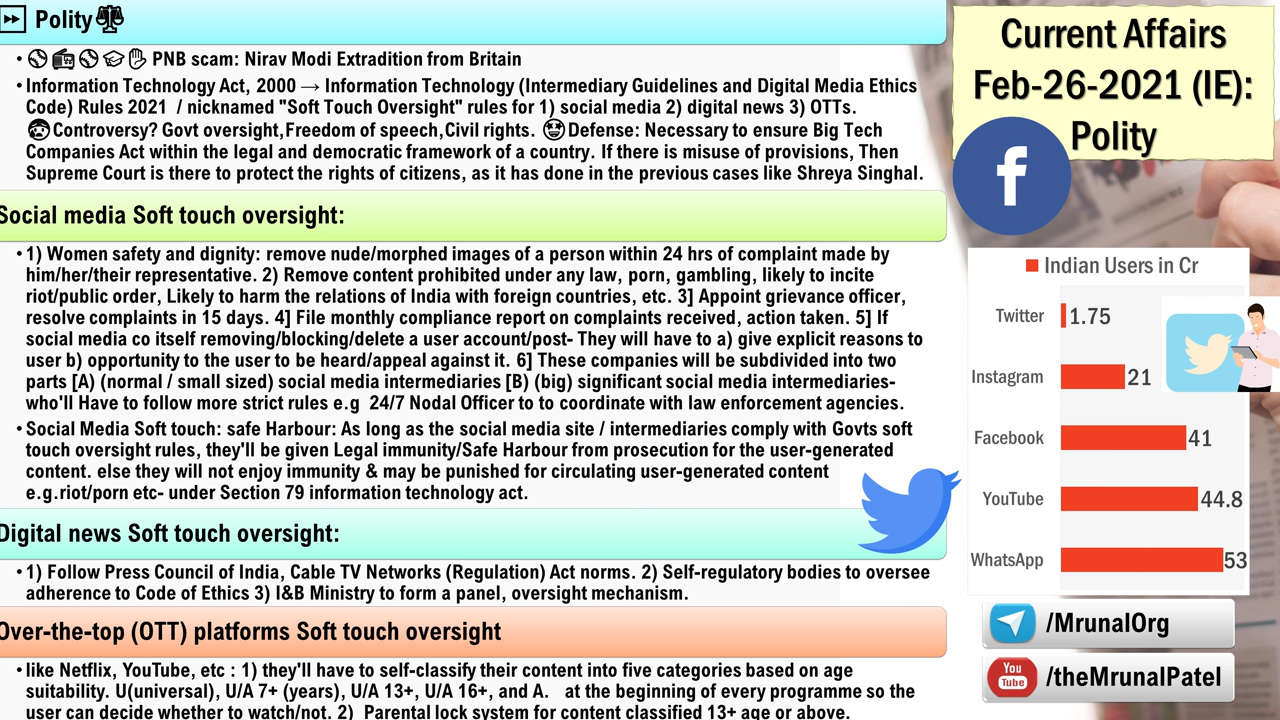 Polity
• PNB scam: Nirav Modi Extradition from Britain
• Information Technology Act, 2000 → Information Technology (Intermediary Guidelines and Digital Media Ethics
Code) Rules 2021 / nicknamed "Soft Touch Oversight" rules for 1) social media 2) digital news 3) OTTs.
Controversy? Govt oversight,Freedom of speech,Civil rights. Defense: Necessary to ensure Big Tech
Companies Act within the legal and democratic framework of a country. If there is misuse of provisions, Then
Supreme Court is there to protect the rights of citizens, as it has done in the previous cases like Shreya Singhal.
Social media Soft touch oversight:
• 1) Women safety and dignity: remove nude/morphed images of a person within 24 hrs of complaint made by
him/her/their representative. 2) Remove content prohibited under any law, porn, gambling, likely to incite
riot/public order, Likely to harm the relations of India with foreign countries, etc. 3] Appoint grievance officer,
resolve complaints in 15 days. 4] File monthly compliance report on complaints received, action taken. 5] If
social media co itself removing/blocking/delete a user account/post- They will have to a) give explicit reasons to
user b) opportunity to the user to be heard/appeal against it. 6] These companies will be subdivided into two
parts [A) (normal / small sized) social media intermediaries [B) (big) significant social media intermediaries-
who'll Have to follow more strict rules e.g 24/7 Nodal Officer to to coordinate with law enforcement agencies.
• Social Media Soft touch: safe Harbour: As long as the social media site / intermediaries comply with Govts soft
touch oversight rules, they'll be given Legal immunity/Safe Harbour from prosecution for the user-generated
content. else they will not enjoy immunity & may be punished for circulating user-generated content
e.g.riot/porn etc- under Section 79 information technology act.
Digital news Soft touch oversight:
• 1) Follow Press Council of India, Cable TV Networks (Regulation) Act norms. 2) Self-regulatory bodies to oversee
adherence to Code of Ethics 3) I&B Ministry to form a panel, oversight mechanism.
Over-the-top (OTT) platforms Soft touch oversight
• like Netflix, YouTube, etc : 1) they'll have to self-classify their content into five categories based on age
suitability. U(universal), U/A 7+ (years), U/A 13+, U/A 16+, and A. at the beginning of every programme so the
user can decide whether to watch/not. 2) Parental lock system for content classified 13+ age or above.
Current Affairs
Feb-26-2021 (IE):
Polity
f
Indian Users in Cr
Twitter 1.75
Instagram 21
Facebook 41
YouTube 44.8
WhatsApp 53
/MrunalOrg
You
Tube
/theMrunalPatel